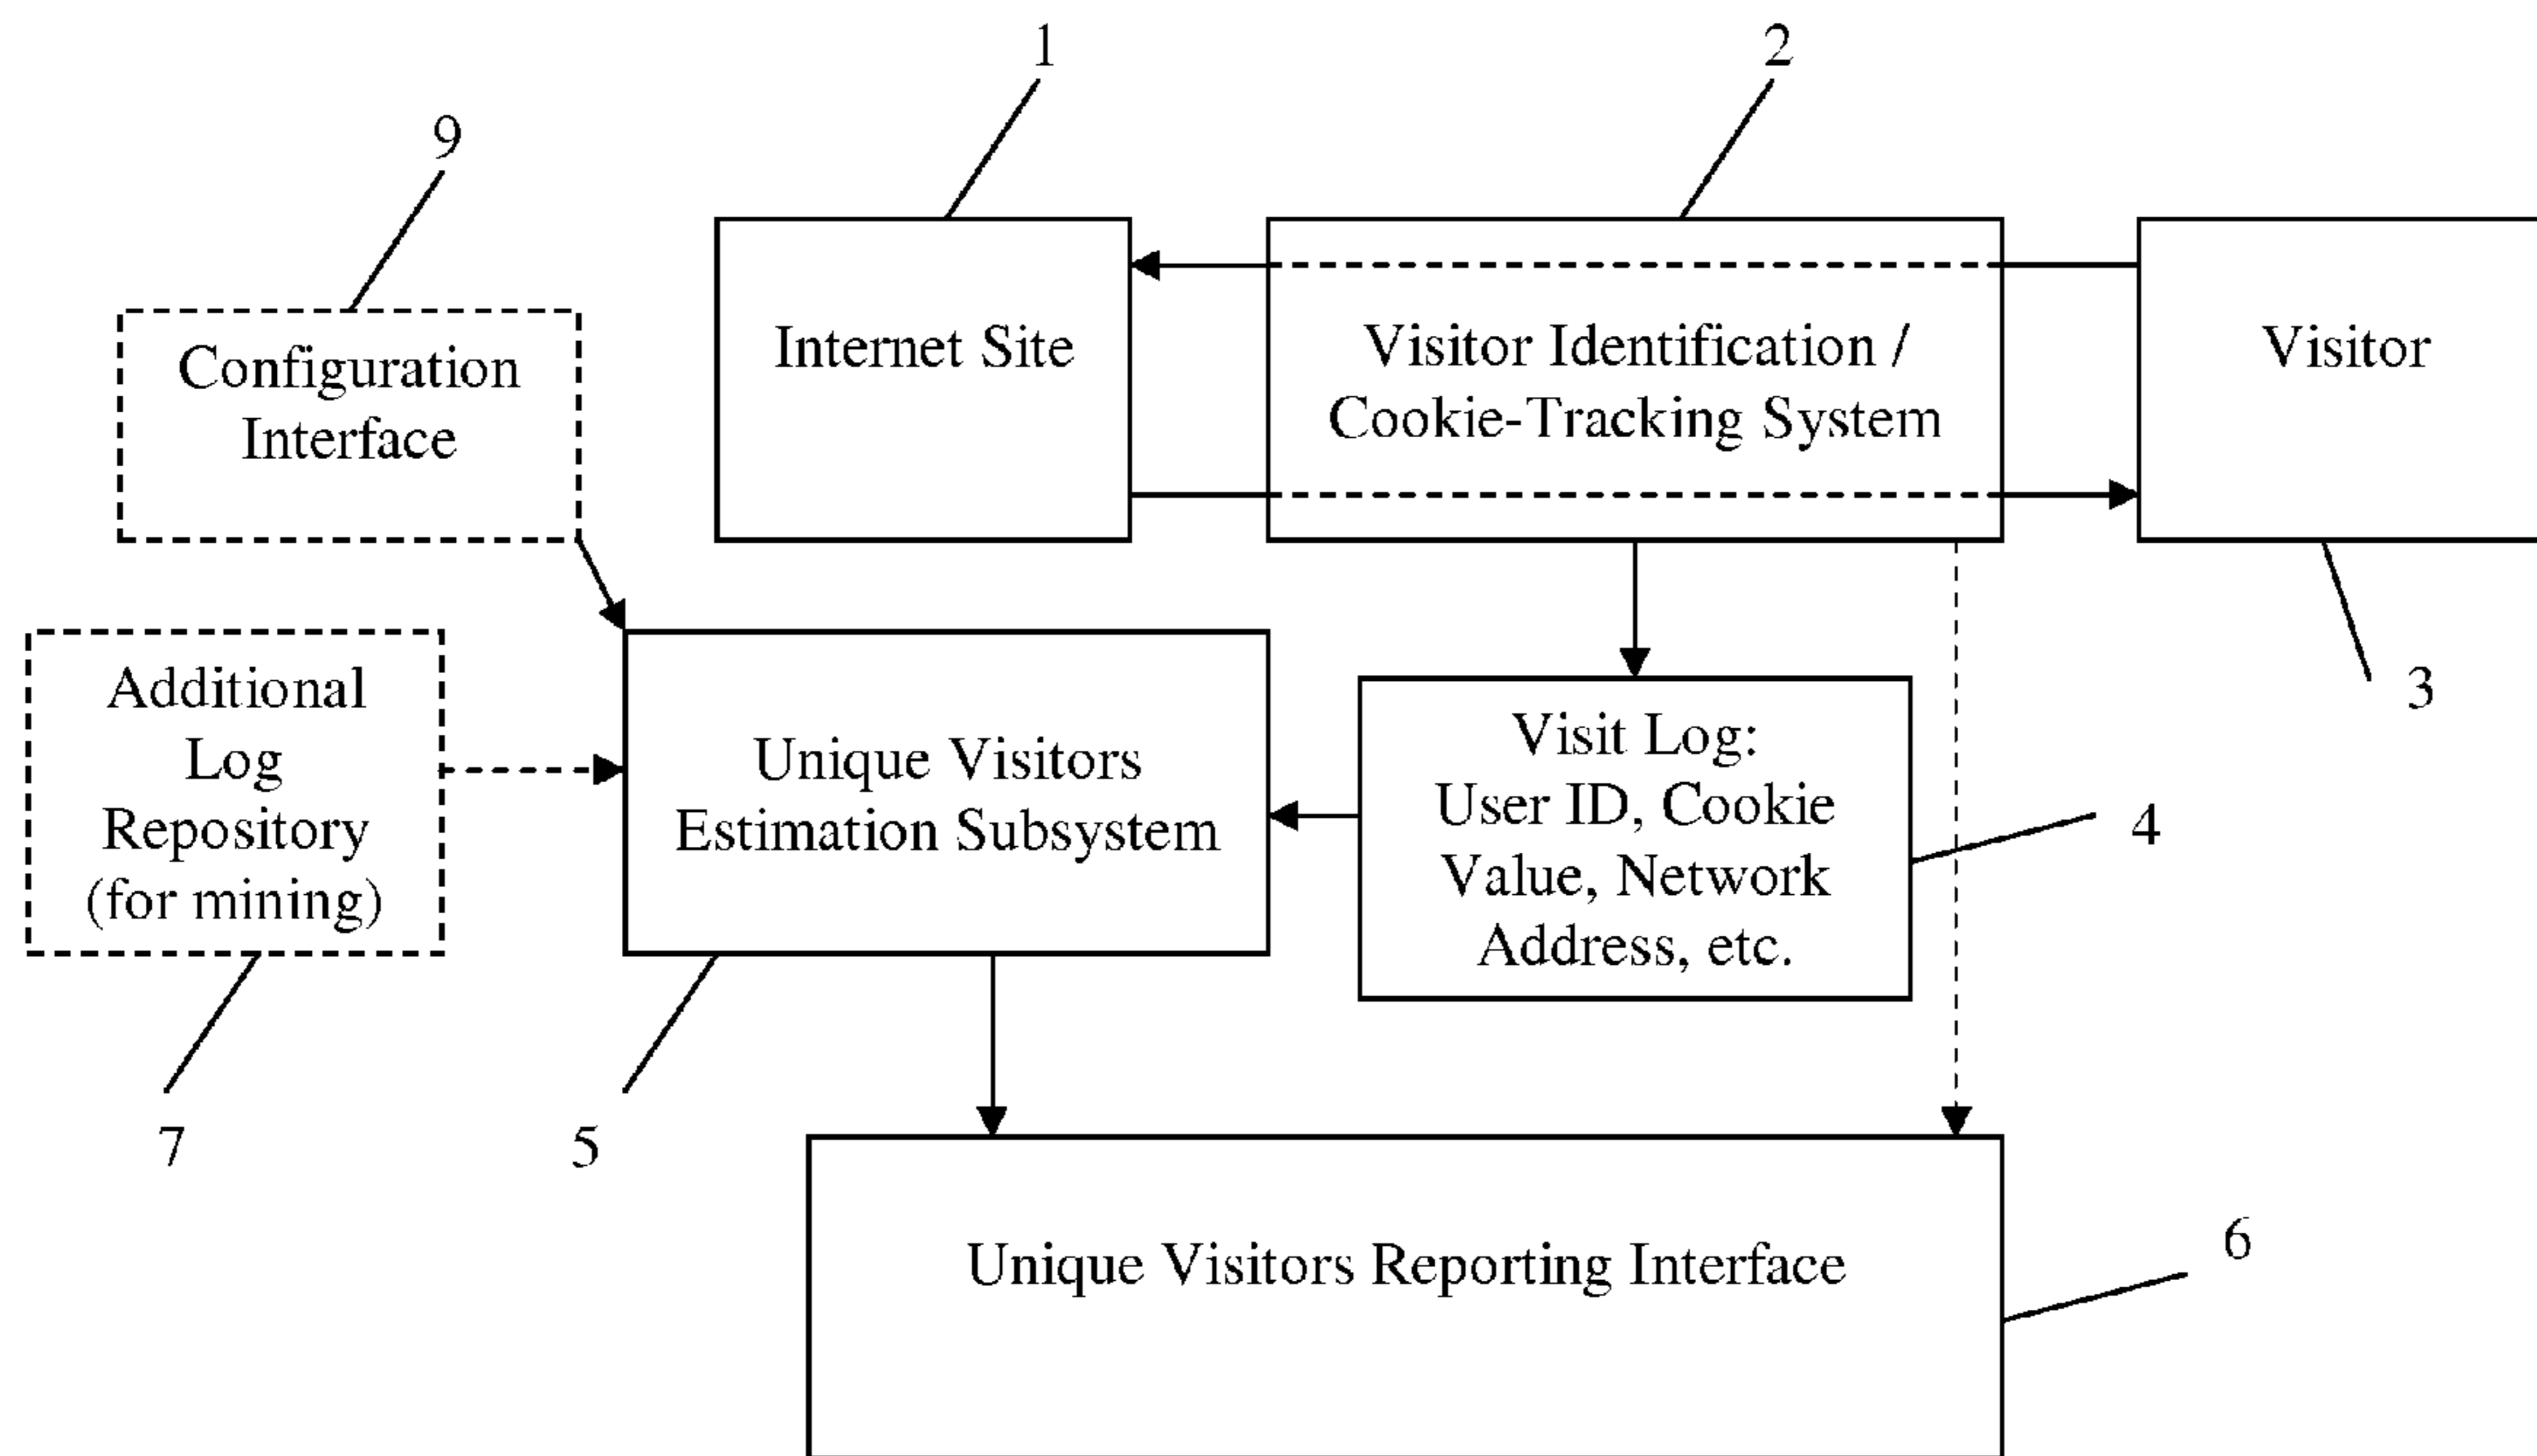 1
2
9
Internet Site
Visitor Identification /
Cookie-Tracking System
Visitor
Configuration
Interface
3
Additional
Log
Repository
(for mining)
Unique Visitors
Estimation Subsystem
Visit Log:
User ID, Cookie
Value, Network
Address, etc.
4
7
5
6
Unique Visitors Reporting Interface